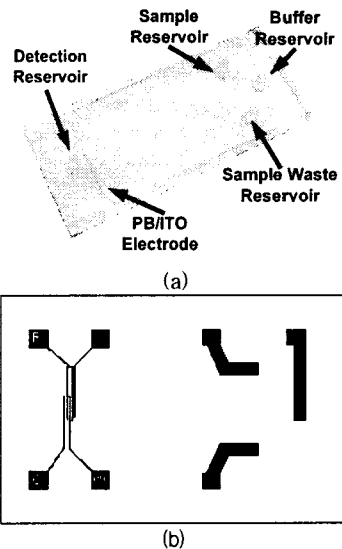 Sample
Reservoir
Buffer
Reservoir
Detection
Reservoir
Sample Waste
Reservoir
PB/ITO
Electrode
(a)
F
(b)